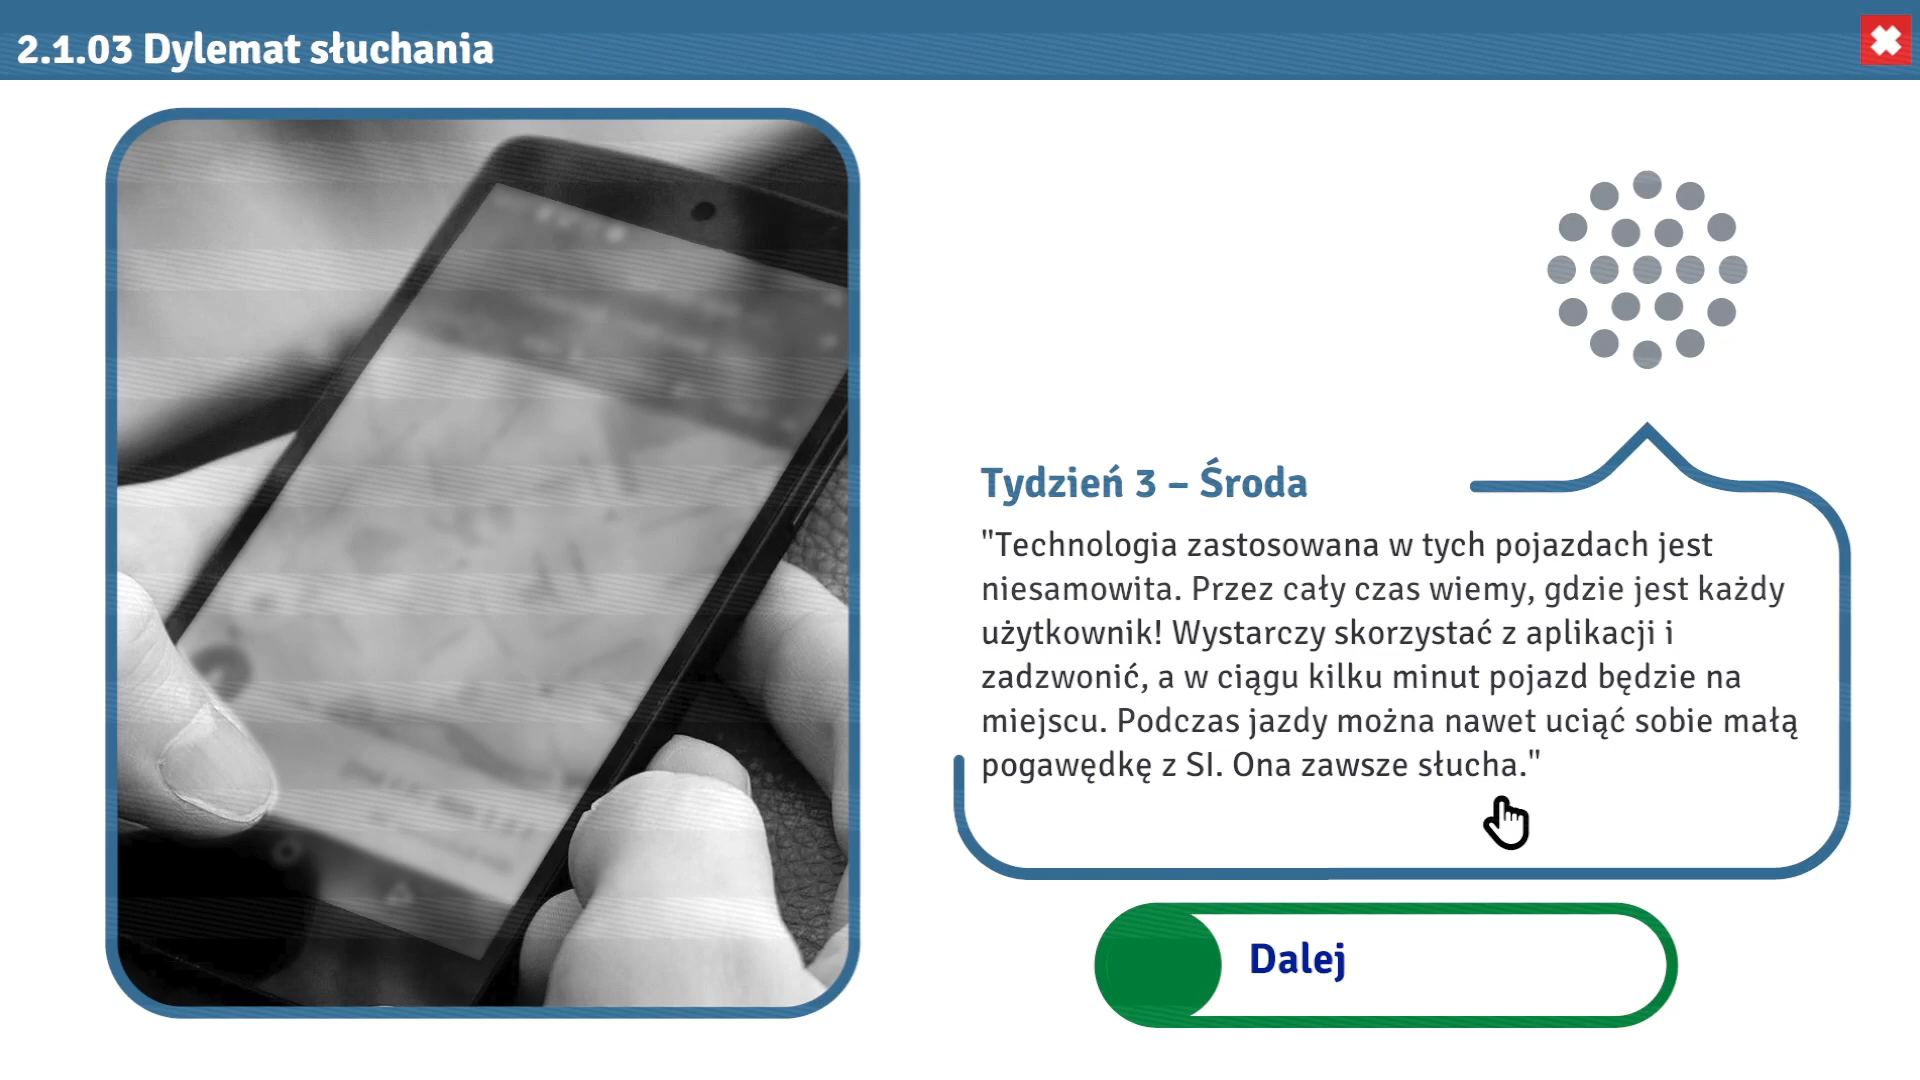 2.1.03 Dylemat słuchania
Tydzień 3 – Środa
"Technologia zastosowana w tych pojazdach jest
niesamowita. Przez cały czas wiemy, gdzie jest każdy
użytkownik! Wystarczy skorzystać z aplikacji i
zadzwonić, a w ciągu kilku minut pojazd będzie na
miejscu. Podczas jazdy można nawet uciąć sobie małą
pogawędkę z SI. Ona zawsze słucha."
Dalej